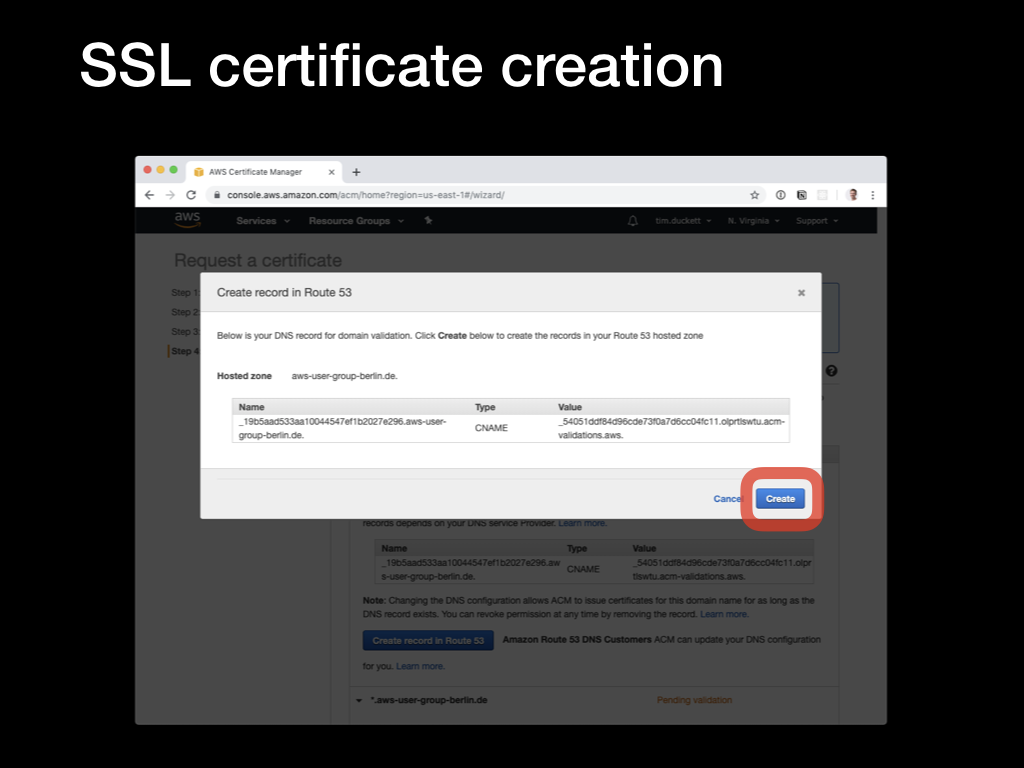 SSL certificate creation
AWS Certificate Manager
console.aws.amazon.com/acm/home?region=us-east-1#/wizard/
aws Services Resource Groups tim.duckett N. Virginia Support
Request a certificate
Step 1:
Step 2:
Step 3:
Step 4
Create record in Route 53
Below is your DNS record for domain validation. Click Create below to create the records in your Route 53 hosted zone
Hosted zone aws-user-group-berlin.de.
Name Type Value
_19b5aad533aa10044547ef1b2027e296.aws-user-
group-berlin.de.
CNAME
_54051ddf84d96cde73f0a7d6cc04fc11.olprtlswtu.acm-
validations.aws.
Cancel Create
records depends on your DNS service Provider. Learn more.
Name Type Value
_19b5aad533aa10044547ef1b2027e296.aw
s-user-group-berlin.de.
CNAME
_54051ddf84d96cde73f0a7d6cc04fc11.olpr
tlswtu.acm-validations.aws.
Note: Changing the DNS configuration allows ACM to issue certificates for this domain name for as long as the
DNS record exists. You can revoke permission at any time by removing the record. Learn more.
Create record in Route 53 Amazon Route 53 DNS Customers ACM can update your DNS configuration
for you. Learn more.
*.aws-user-group-berlin.de Pending validation